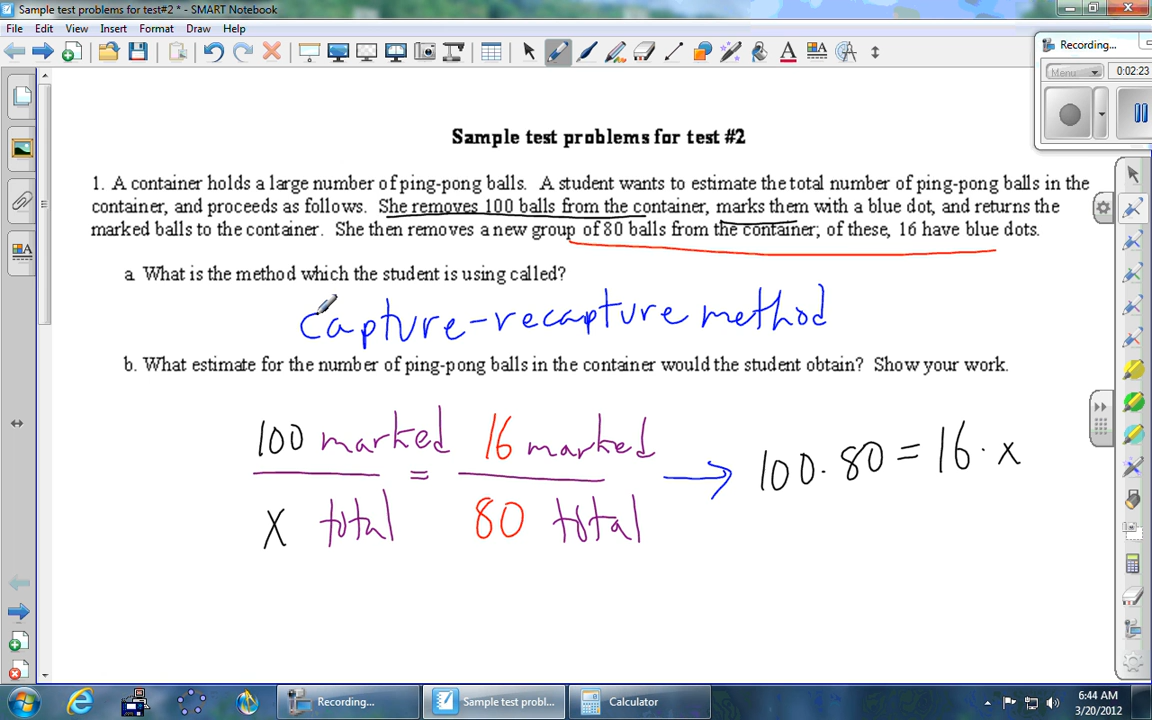 Sample test problems for test#2 * - SMART Notebook
File Edit View Insert Format Draw Help
Recording...
Menu
0:02:23
Sample test problems for test #2
1. A container holds a large number of ping-pong balls. A student wants to estimate the total number of ping-pong balls in the
container, and proceeds as follows. She removes 100 balls from the container, marks them with a blue dot, and returns the
marked balls to the container. She then removes a new group of 80 balls from the container; of these, 16 have blue dots.
a. What is the method which the student is using called?
capture-recapture method
b. What estimate for the number of ping-pong balls in the container would the student obtain? Show your work.
100 marked 16 marked
= → 100·80 = 16·x
x total 80 total
Recording...
Sample test probl...
Calculator
6:44 AM
3/20/2012